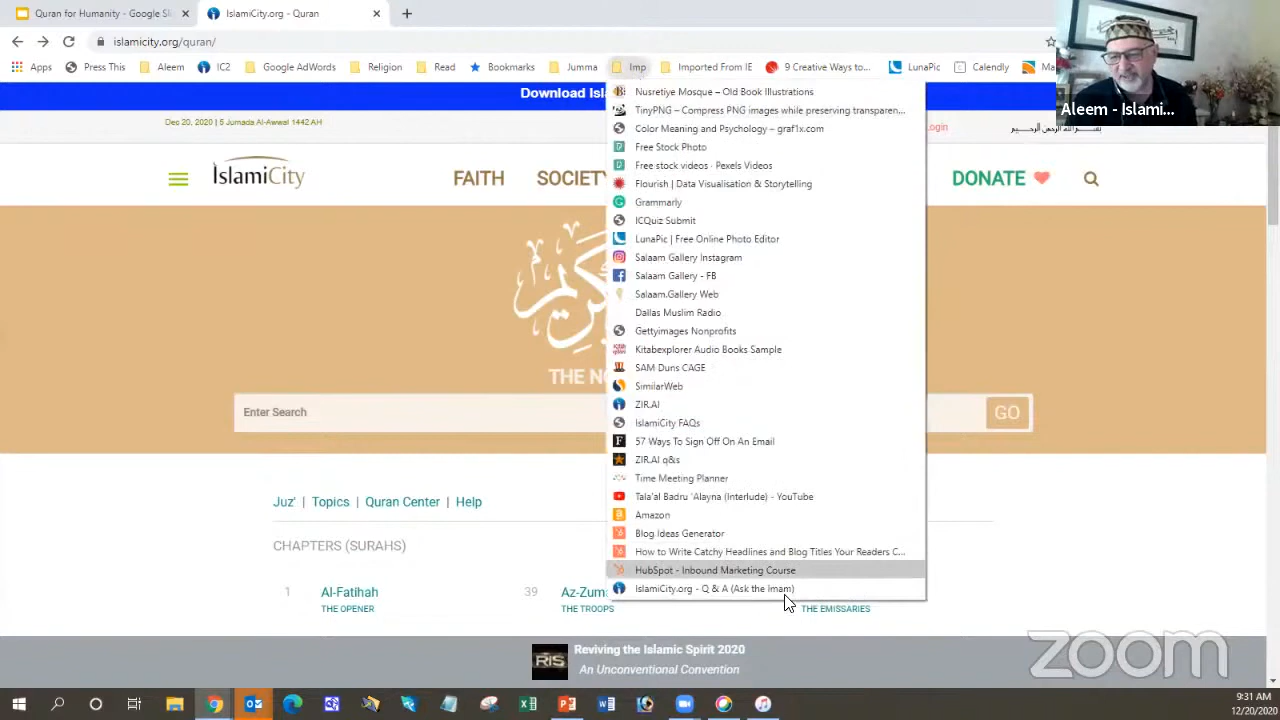 Quran for Humanity - Google Sli
IslamiCity.org - Quran
islamicity.org/quran/
Apps
Press This
Aleem
IC2
Google AdWords
Religion
Read
Bookmarks
Jumma
Imp
Imported From IE
9 Creative Ways to...
LunaPic
Calendly
Ma
Aleem - Islami...
Download Isla
Dec 20, 2020 | 5 Jumada Al-Awwal 1442 AH
Login
IslamiCity
FAITH
SOCIETY
DONATE
THE NO
Enter Search
GO
Nusretiye Mosque – Old Book Illustrations
TinyPNG – Compress PNG images while preserving transparen...
Color Meaning and Psychology – graf1x.com
Free Stock Photo
Free stock videos · Pexels Videos
Flourish | Data Visualisation & Storytelling
Grammarly
ICQuiz Submit
LunaPic | Free Online Photo Editor
Salaam Gallery Instagram
Salaam Gallery - FB
Salaam.Gallery Web
Dallas Muslim Radio
Gettyimages Nonprofits
Kitabexplorer Audio Books Sample
SAM Duns CAGE
SimilarWeb
ZIR.AI
IslamiCity FAQs
57 Ways To Sign Off On An Email
ZIR.AI q&s
Time Meeting Planner
Tala'al Badru 'Alayna (Interlude) - YouTube
Amazon
Blog Ideas Generator
How to Write Catchy Headlines and Blog Titles Your Readers C...
HubSpot - Inbound Marketing Course
IslamiCity.org - Q & A (Ask the Imam)
Juz' | Topics | Quran Center | Help
CHAPTERS (SURAHS)
1 Al-Fatihah
THE OPENER
39 Az-Zum
THE TROOPS
THE EMISSARIES
RIS
Reviving the Islamic Spirit 2020
An Unconventional Convention
zoom
9:31 AM
12/20/2020